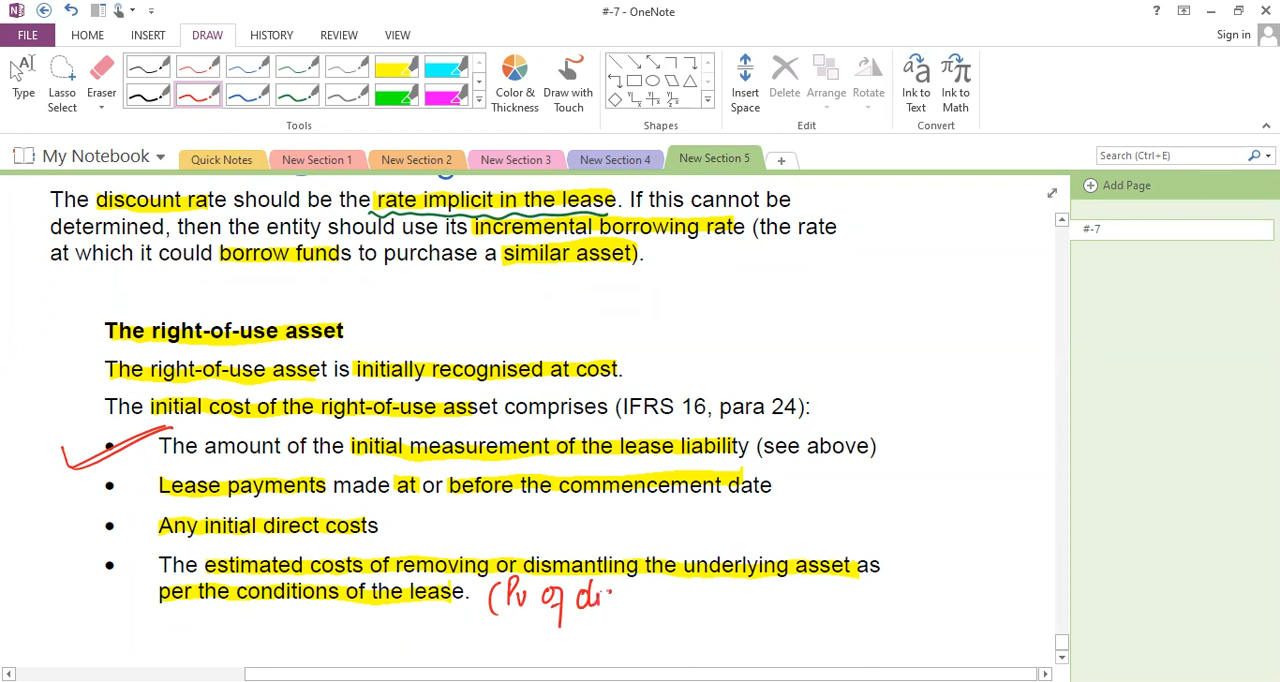 #-7 - OneNote
?
FILE HOME INSERT DRAW HISTORY REVIEW VIEW
Sign in
Type
Lasso Select
Eraser
Color & Thickness
Draw with Touch
Insert Space
Delete
Arrange
Rotate
Ink to Text
Ink to Math
Tools Shapes Edit Convert
My Notebook Quick Notes New Section 1 New Section 2 New Section 3 New Section 4 New Section 5 +
Search (Ctrl+E)
Add Page
#-7
The discount rate should be the rate implicit in the lease. If this cannot be
determined, then the entity should use its incremental borrowing rate (the rate
at which it could borrow funds to purchase a similar asset).
The right-of-use asset
The right-of-use asset is initially recognised at cost.
The initial cost of the right-of-use asset comprises (IFRS 16, para 24):
• The amount of the initial measurement of the lease liability (see above)
• Lease payments made at or before the commencement date
• Any initial direct costs
• The estimated costs of removing or dismantling the underlying asset as
per the conditions of the lease. (Pv of di